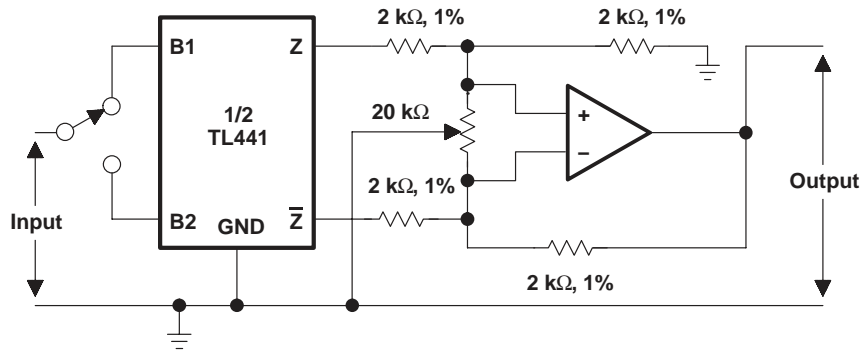 2 kΩ, 1%
2 kΩ, 1%
B1
Z
1/2
TL441
20 kΩ
+
−
2 kΩ, 1%
Output
Input
B2
GND
Z̅
2 kΩ, 1%